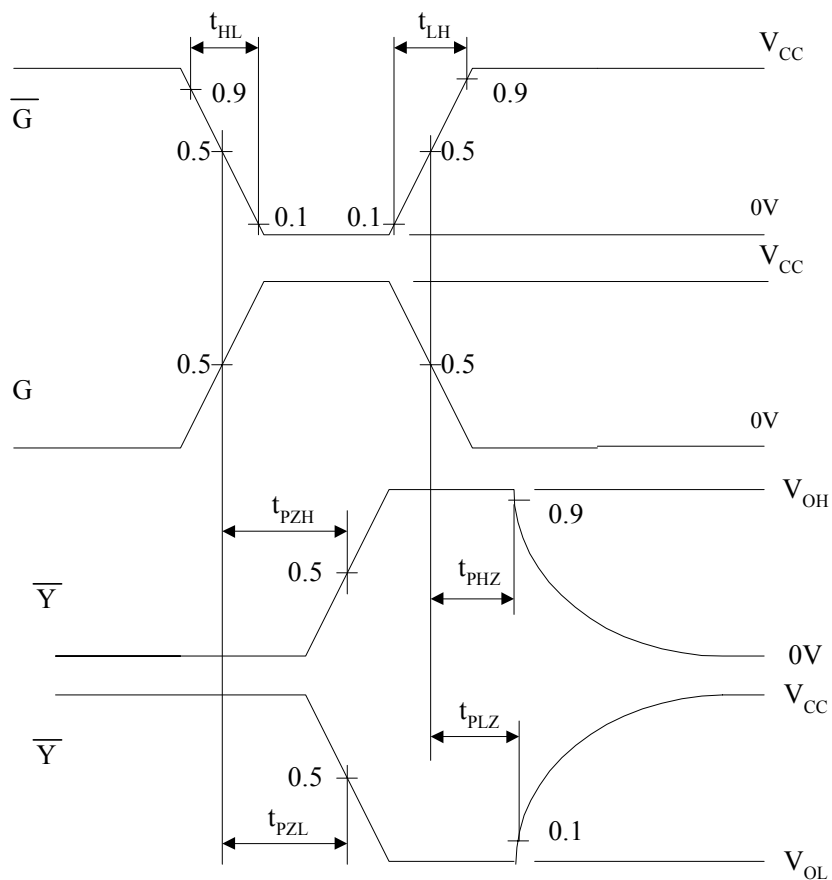 t_HL t_LH
V_CC
0.9 0.9
G̅
0.5 0.5
0.1 0.1
0V
V_CC
0.5 0.5
G
0V
V_OH
t_PZH
0.9
0.5
t_PHZ
Y̅
0V
V_CC
t_PLZ
Y̅
0.5
t_PZL
0.1
V_OL